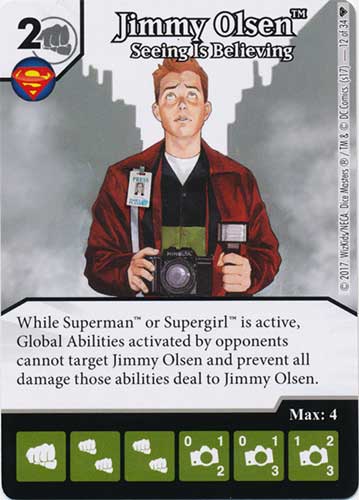 2
Jimmy Olsen™
Seeing Is Believing
PRESS
MINOLTA
While Superman™ or Supergirl™ is active,
Global Abilities activated by opponents
cannot target Jimmy Olsen and prevent all
damage those abilities deal to Jimmy Olsen.
Max: 4
0 1 2
0 1 3
1 2 3
© 2017 WizKids/NECA. Dice Masters ® / TM & © DC Comics. (s17) — 12 of 34